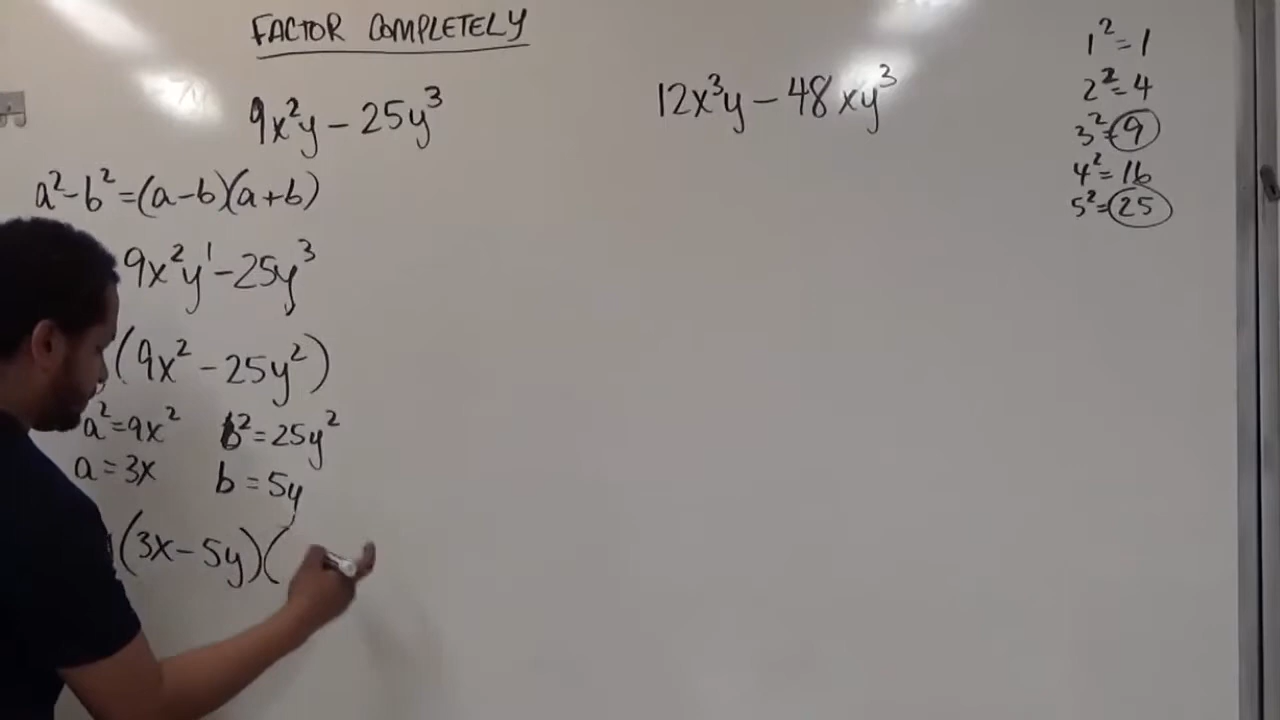 FACTOR COMPLETELY
9x²y − 25y³
a² − b² = (a − b)(a + b)
9x²y¹ − 25y³
(9x² − 25y²)
a² = 9x² b² = 25y²
a = 3x b = 5y
(3x − 5y)(
12x³y − 48xy³
1² = 1
2² = 4
3² = 9
4² = 16
5² = 25